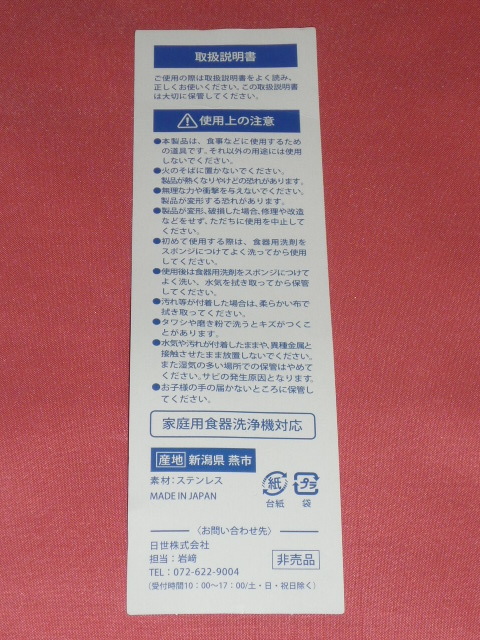 取扱説明書
ご使用の際は取扱説明書をよく読み、
正しくお使いください。この取扱説明書
は大切に保管してください。
使用上の注意
●本製品は、食事などに使用するため
の道具です。それ以外の用途には使用
しないでください。
●火のそばに置かないでください。
製品が熱くなりやけどの恐れがあります。
●無理な力や衝撃を与えないでください。
製品が変形する恐れがあります。
●製品が変形、破損した場合、修理や改造
などをせず、ただちに使用を中止して
ください。
●初めて使用する際は、食器用洗剤を
スポンジにつけてよく洗ってから使用
してください。
●使用後は食器用洗剤をスポンジにつけて
よく洗い、水気を拭き取ってから保管
してください。
●汚れ等が付着した場合は、柔らかい布で
拭き取ってください。
●タワシや磨き粉で洗うとキズがつくこ
とがあります。
●水気や汚れが付着したままや、異種金属と
接触させたまま放置しないでください。
また湿気の多い場所での保管はやめて
ください。サビの発生原因となります。
●お子様の手の届かないところに保管し
てください。
家庭用食器洗浄機対応
産地 新潟県 燕市
素材:ステンレス
MADE IN JAPAN
紙
台紙
プラ
袋
〈お問い合わせ先〉
日世株式会社
担当:岩崎
TEL:072-622-9004
(受付時間10:00〜17:00/土・日・祝日除く)
非売品